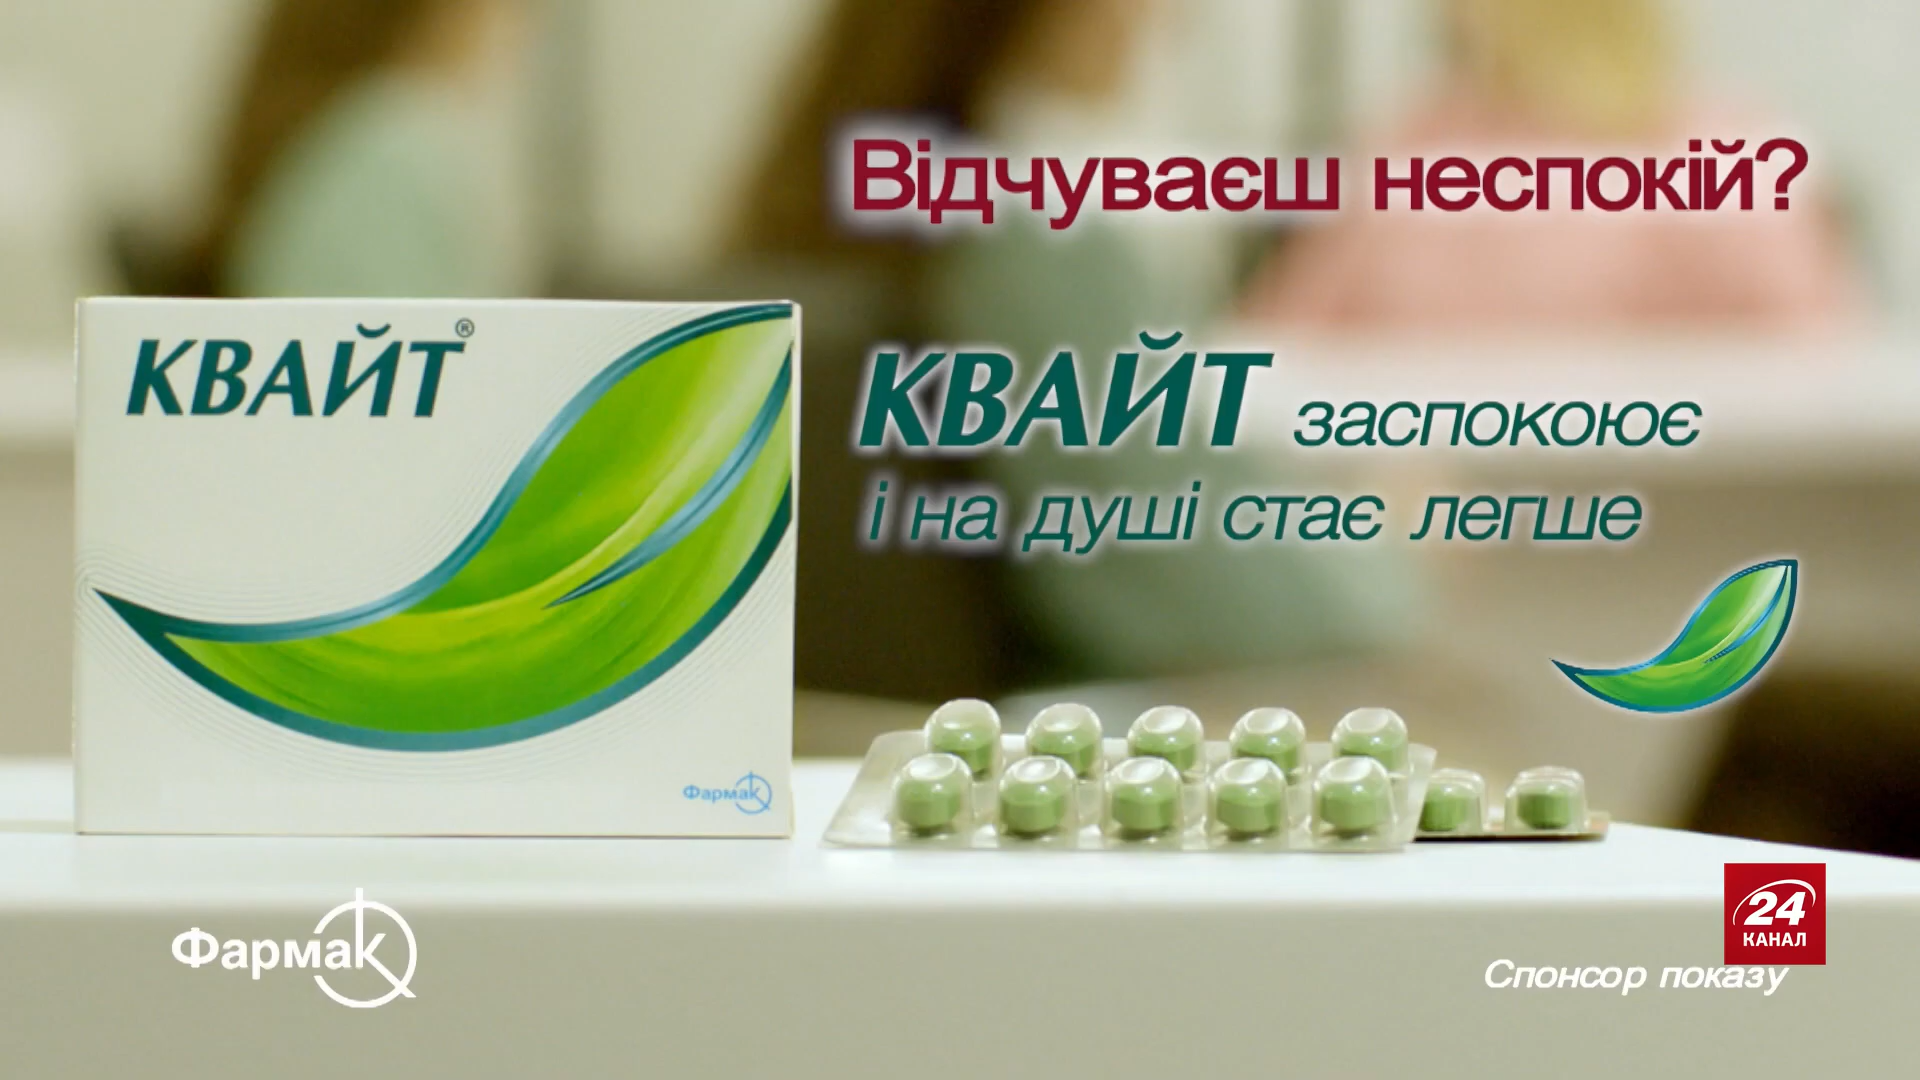 Відчуваєш неспокій?
КВАЙТ®
КВАЙТ заспокоює
і на душі стає легше
Фармак
Фармак
24
КАНАЛ
Спонсор показу